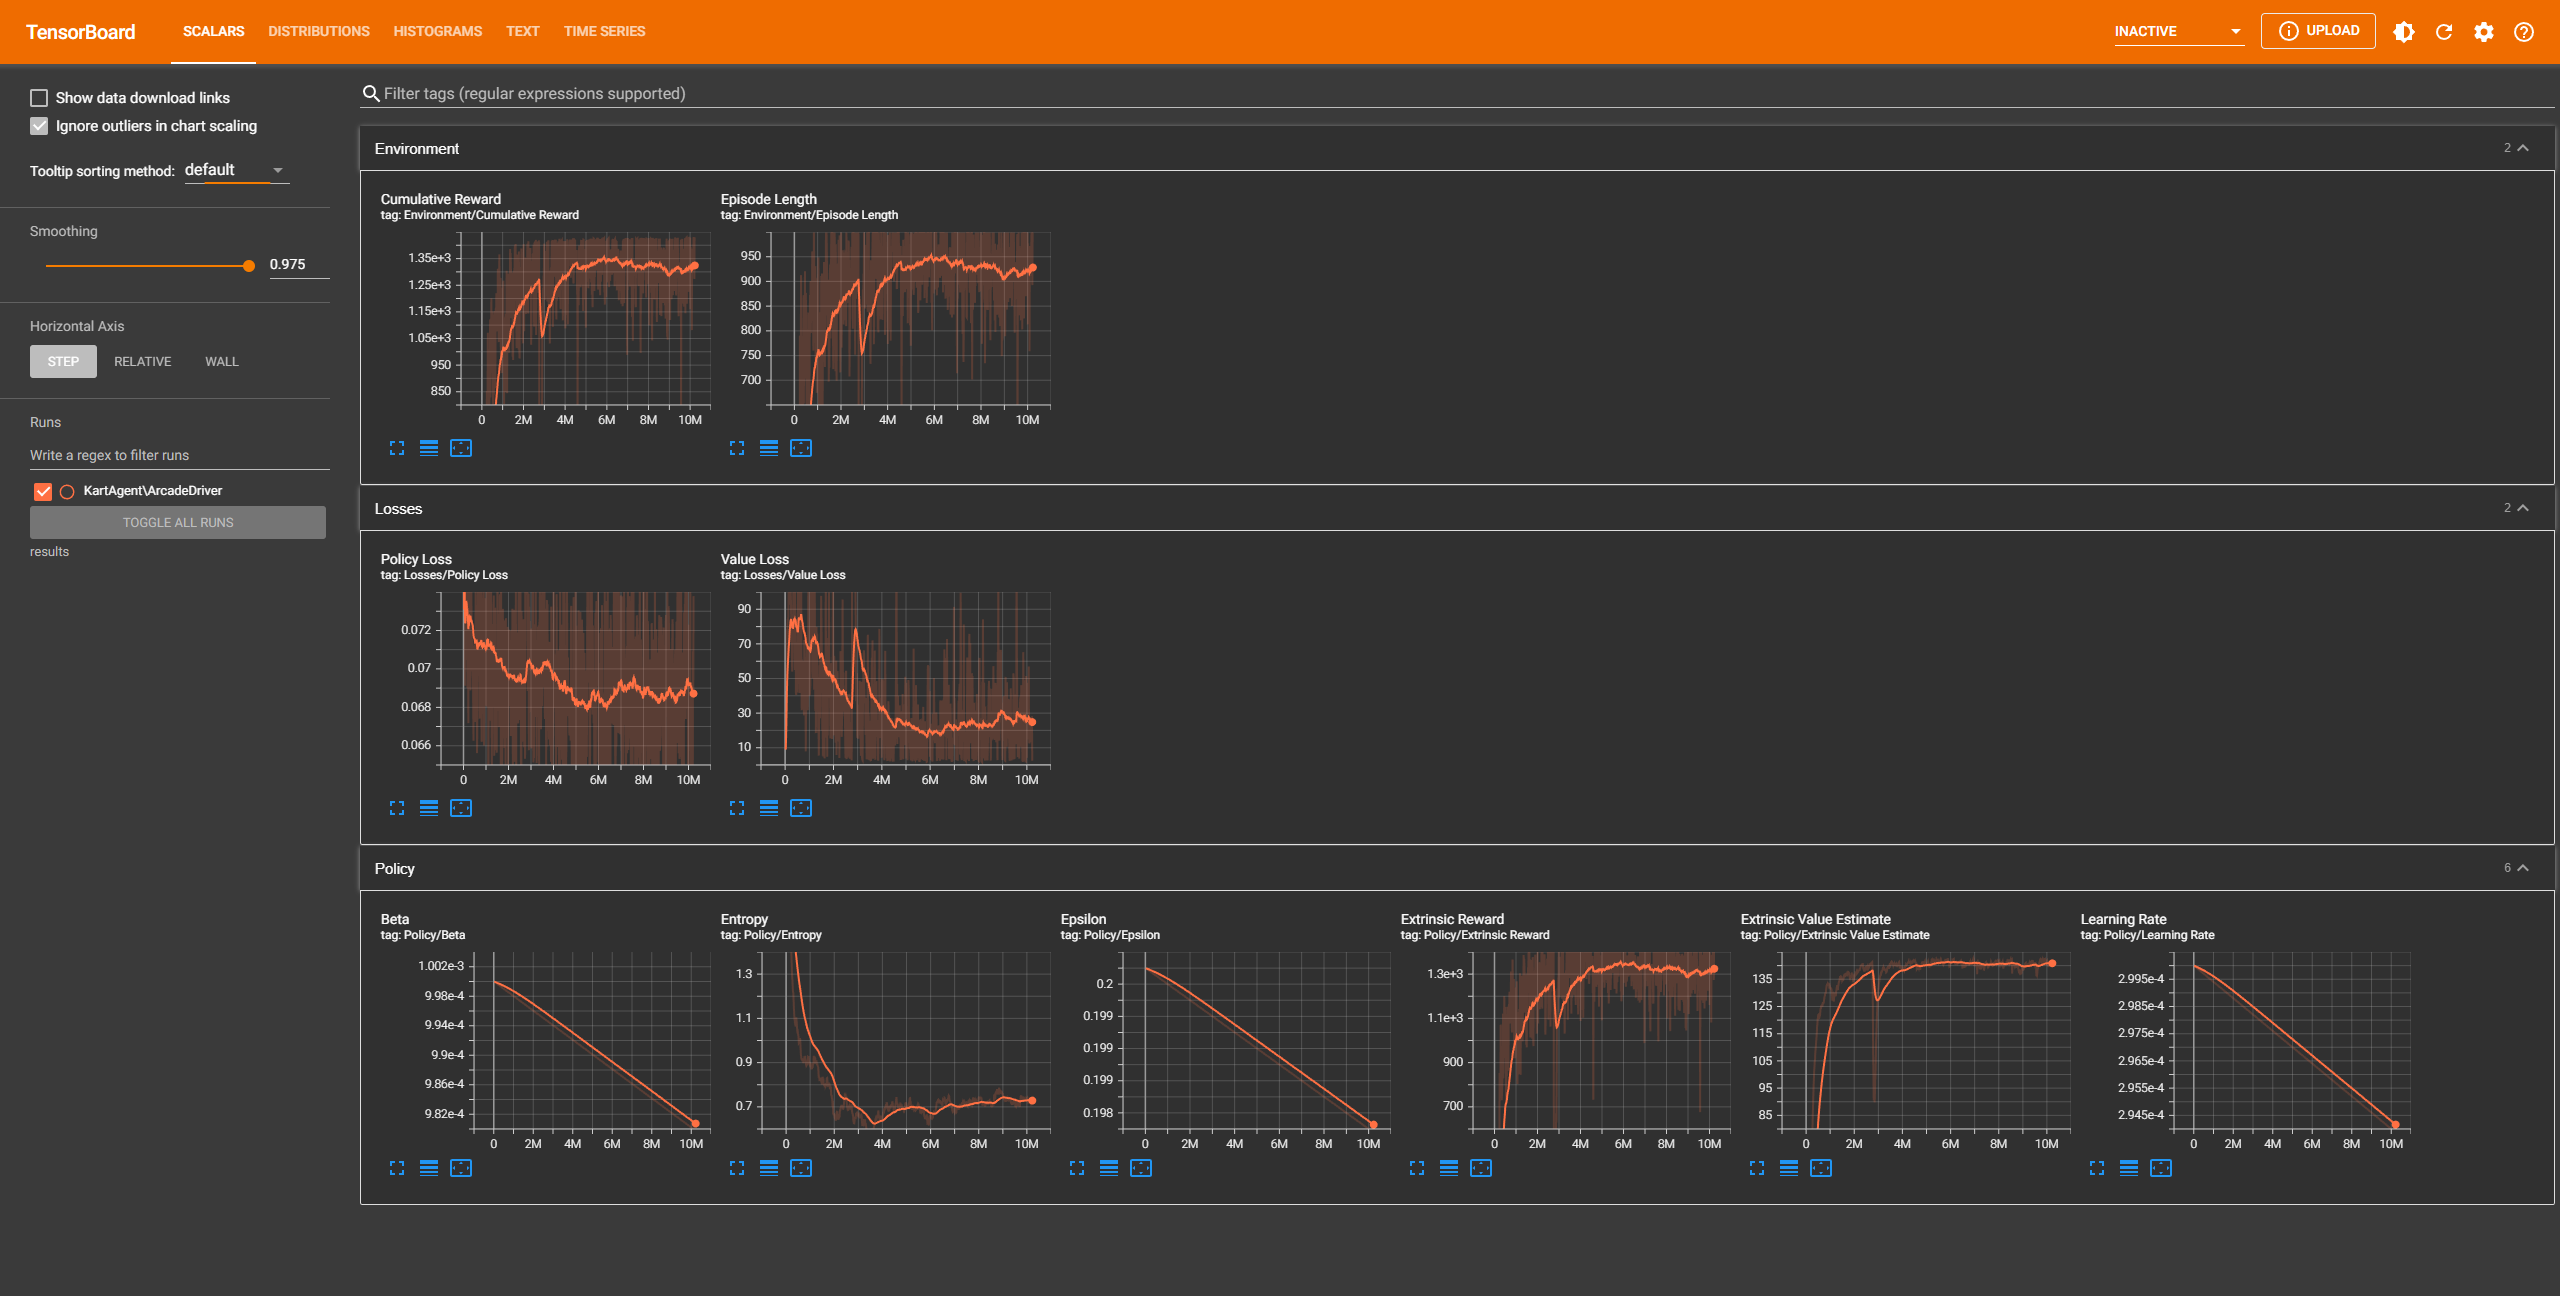 TensorBoard
SCALARS
DISTRIBUTIONS
HISTOGRAMS
TEXT
TIME SERIES
INACTIVE
UPLOAD
Show data download links
Ignore outliers in chart scaling
Tooltip sorting method: default
Smoothing
0.975
Horizontal Axis
STEP
RELATIVE
WALL
Runs
Write a regex to filter runs
KartAgent\ArcadeDriver
TOGGLE ALL RUNS
results
Filter tags (regular expressions supported)
Environment
2
Cumulative Reward
tag: Environment/Cumulative Reward
1.35e+3
1.25e+3
1.15e+3
1.05e+3
950
850
0 2M 4M 6M 8M 10M
Episode Length
tag: Environment/Episode Length
950
900
850
800
750
700
0 2M 4M 6M 8M 10M
Losses
2
Policy Loss
tag: Losses/Policy Loss
0.072
0.07
0.068
0.066
0 2M 4M 6M 8M 10M
Value Loss
tag: Losses/Value Loss
90
70
50
30
10
0 2M 4M 6M 8M 10M
Policy
6
Beta
tag: Policy/Beta
1.002e-3
9.98e-4
9.94e-4
9.9e-4
9.86e-4
9.82e-4
0 2M 4M 6M 8M 10M
Entropy
tag: Policy/Entropy
1.3
1.1
0.9
0.7
0 2M 4M 6M 8M 10M
Epsilon
tag: Policy/Epsilon
0.2
0.199
0.199
0.199
0.198
0 2M 4M 6M 8M 10M
Extrinsic Reward
tag: Policy/Extrinsic Reward
1.3e+3
1.1e+3
900
700
0 2M 4M 6M 8M 10M
Extrinsic Value Estimate
tag: Policy/Extrinsic Value Estimate
135
125
115
105
95
85
0 2M 4M 6M 8M 10M
Learning Rate
tag: Policy/Learning Rate
2.995e-4
2.985e-4
2.975e-4
2.965e-4
2.955e-4
2.945e-4
0 2M 4M 6M 8M 10M